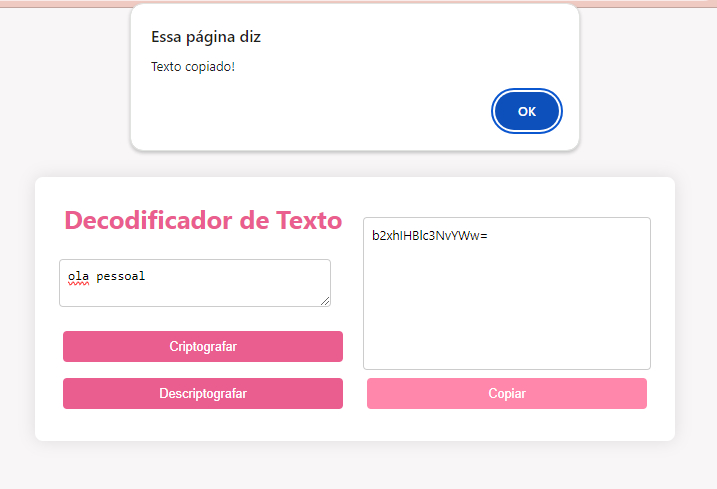 Essa página diz
Texto copiado!
OK
Decodificador de Texto
ola pessoal
b2xhIHBlc3NvYWw=
Criptografar
Descriptografar
Copiar